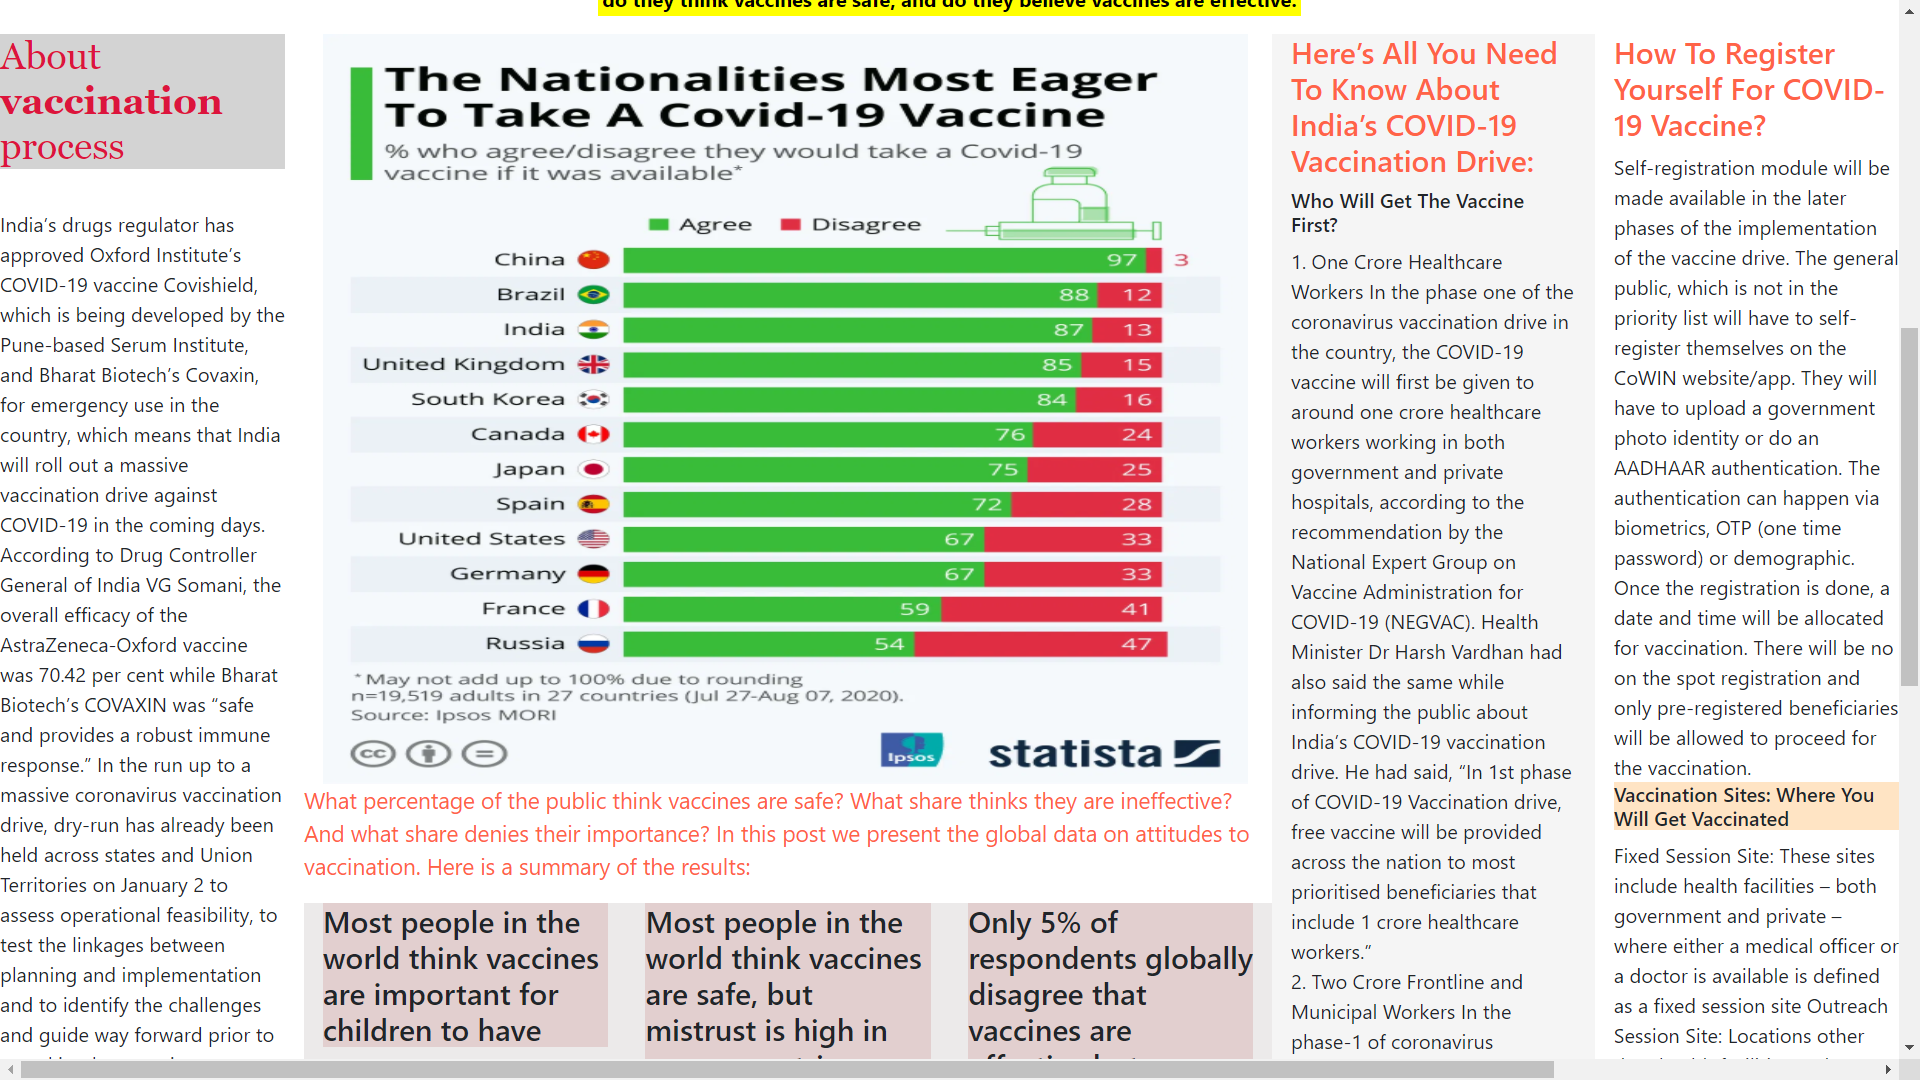 do they think vaccines are safe, and do they believe vaccines are effective.
About
vaccination
process
India’s drugs regulator has
approved Oxford Institute’s
COVID-19 vaccine Covishield,
which is being developed by the
Pune-based Serum Institute,
and Bharat Biotech’s Covaxin,
for emergency use in the
country, which means that India
will roll out a massive
vaccination drive against
COVID-19 in the coming days.
According to Drug Controller
General of India VG Somani, the
overall efficacy of the
AstraZeneca-Oxford vaccine
was 70.42 per cent while Bharat
Biotech’s COVAXIN was “safe
and provides a robust immune
response.” In the run up to a
massive coronavirus vaccination
drive, dry-run has already been
held across states and Union
Territories on January 2 to
assess operational feasibility, to
test the linkages between
planning and implementation
and to identify the challenges
and guide way forward prior to
The Nationalities Most Eager
To Take A Covid-19 Vaccine
% who agree/disagree they would take a Covid-19
vaccine if it was available*
Agree Disagree
China 97 3
Brazil 88 12
India 87 13
United Kingdom 85 15
South Korea 84 16
Canada 76 24
Japan 75 25
Spain 72 28
United States 67 33
Germany 67 33
France 59 41
Russia 54 47
* May not add up to 100% due to rounding
n=19,519 adults in 27 countries (Jul 27-Aug 07, 2020).
Source: Ipsos MORI
cc Ipsos statista
What percentage of the public think vaccines are safe? What share thinks they are ineffective?
And what share denies their importance? In this post we present the global data on attitudes to
vaccination. Here is a summary of the results:
Most people in the
world think vaccines
are important for
children to have
Most people in the
world think vaccines
are safe, but
mistrust is high in
Only 5% of
respondents globally
disagree that
vaccines are
Here’s All You Need
To Know About
India’s COVID-19
Vaccination Drive:
Who Will Get The Vaccine
First?
1. One Crore Healthcare
Workers In the phase one of the
coronavirus vaccination drive in
the country, the COVID-19
vaccine will first be given to
around one crore healthcare
workers working in both
government and private
hospitals, according to the
recommendation by the
National Expert Group on
Vaccine Administration for
COVID-19 (NEGVAC). Health
Minister Dr Harsh Vardhan had
also said the same while
informing the public about
India’s COVID-19 vaccination
drive. He had said, “In 1st phase
of COVID-19 Vaccination drive,
free vaccine will be provided
across the nation to most
prioritised beneficiaries that
include 1 crore healthcare
workers.”
2. Two Crore Frontline and
Municipal Workers In the
phase-1 of coronavirus
How To Register
Yourself For COVID-
19 Vaccine?
Self-registration module will be
made available in the later
phases of the implementation
of the vaccine drive. The general
public, which is not in the
priority list will have to self-
register themselves on the
CoWIN website/app. They will
have to upload a government
photo identity or do an
AADHAAR authentication. The
authentication can happen via
biometrics, OTP (one time
password) or demographic.
Once the registration is done, a
date and time will be allocated
for vaccination. There will be no
on the spot registration and
only pre-registered beneficiaries
will be allowed to proceed for
the vaccination.
Vaccination Sites: Where You
Will Get Vaccinated
Fixed Session Site: These sites
include health facilities – both
government and private –
where either a medical officer or
a doctor is available is defined
as a fixed session site Outreach
Session Site: Locations other